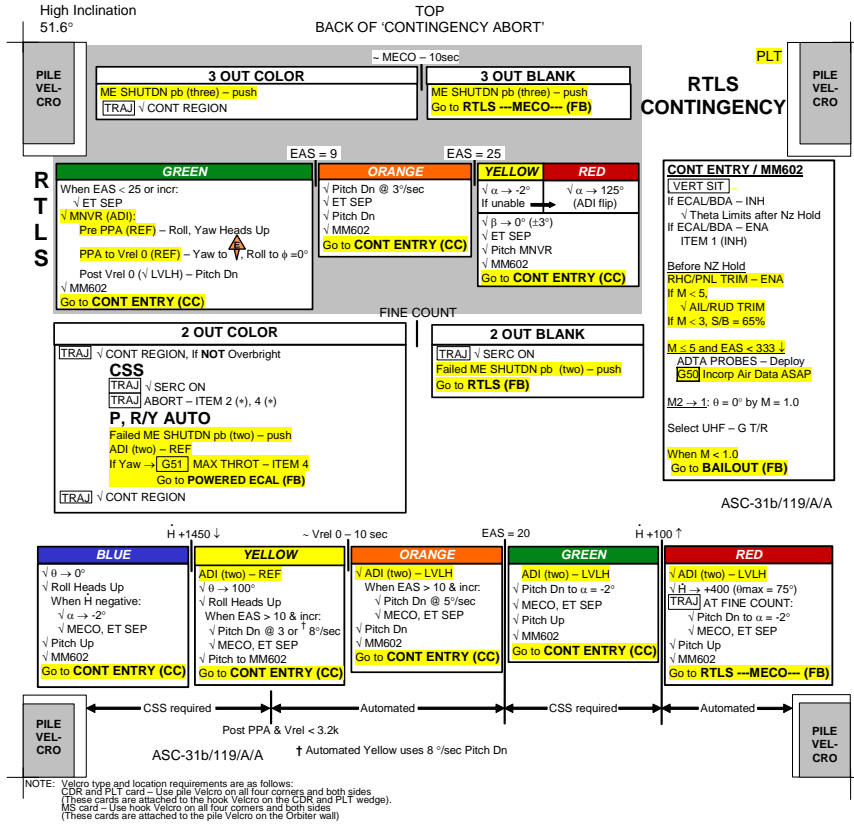 High Inclination
51.6°
TOP
BACK OF 'CONTINGENCY ABORT'
PILE
VEL-
CRO
~ MECO – 10sec
3 OUT COLOR
ME SHUTDN pb (three) – push
TRAJ √ CONT REGION
3 OUT BLANK
ME SHUTDN pb (three) – push
Go to RTLS ---MECO--- (FB)
PLT
RTLS
CONTINGENCY
PILE
VEL-
CRO
R
T
L
S
EAS = 9
EAS = 25
GREEN
When EAS < 25 or incr:
√ ET SEP
√ MNVR (ADI):
Pre PPA (REF) – Roll, Yaw Heads Up
PPA to Vrel 0 (REF) – Yaw to E, Roll to ϕ =0°
Post Vrel 0 (√ LVLH) – Pitch Dn
√ MM602
Go to CONT ENTRY (CC)
ORANGE
√ Pitch Dn @ 3°/sec
√ ET SEP
√ Pitch Dn
√ MM602
Go to CONT ENTRY (CC)
YELLOW
√ α → -2°
If unable
RED
√ α → 125°
(ADI flip)
√ β → 0° (±3°)
√ ET SEP
√ Pitch MNVR
√ MM602
Go to CONT ENTRY (CC)
CONT ENTRY / MM602
VERT SIT
If ECAL/BDA – INH
√ Theta Limits after Nz Hold
If ECAL/BDA – ENA
ITEM 1 (INH)
Before NZ Hold
RHC/PNL TRIM – ENA
If M < 5,
√ AIL/RUD TRIM
If M < 3, S/B = 65%
M ≤ 5 and EAS < 333 ↓
ADTA PROBES – Deploy
G50 Incorp Air Data ASAP
M2 → 1: θ = 0° by M = 1.0
Select UHF – G T/R
When M < 1.0
Go to BAILOUT (FB)
FINE COUNT
2 OUT COLOR
TRAJ √ CONT REGION, If NOT Overbright
CSS
TRAJ √ SERC ON
TRAJ ABORT – ITEM 2 (∗), 4 (∗)
P, R/Y AUTO
Failed ME SHUTDN pb (two) – push
ADI (two) – REF
If Yaw → G51 MAX THROT – ITEM 4
Go to POWERED ECAL (FB)
TRAJ √ CONT REGION
2 OUT BLANK
TRAJ √ SERC ON
Failed ME SHUTDN pb (two) – push
Go to RTLS (FB)
ASC-31b/119/A/A
Ḣ +1450 ↓
~ Vrel 0 – 10 sec
EAS = 20
Ḣ +100 ↑
BLUE
√ θ → 0°
√ Roll Heads Up
When Ḣ negative:
√ α → -2°
√ MECO, ET SEP
√ Pitch Up
√ MM602
Go to CONT ENTRY (CC)
YELLOW
ADI (two) – REF
√ θ → 100°
√ Roll Heads Up
When EAS > 10 & incr:
√ Pitch Dn @ 3 or † 8°/sec
√ MECO, ET SEP
√ Pitch to MM602
Go to CONT ENTRY (CC)
ORANGE
√ ADI (two) – LVLH
When EAS > 10 & incr:
√ Pitch Dn @ 5°/sec
√ MECO, ET SEP
√ Pitch Dn
√ MM602
Go to CONT ENTRY (CC)
GREEN
ADI (two) – LVLH
√ Pitch Dn to α = -2°
√ MECO, ET SEP
√ Pitch Up
√ MM602
Go to CONT ENTRY (CC)
RED
√ ADI (two) – LVLH
√ Ḣ → +400 (θmax = 75°)
TRAJ AT FINE COUNT:
√ Pitch Dn to α = -2°
√ MECO, ET SEP
√ Pitch Up
√ MM602
Go to RTLS ---MECO--- (FB)
PILE
VEL-
CRO
CSS required
Automated
CSS required
Automated
PILE
VEL-
CRO
Post PPA & Vrel < 3.2k
ASC-31b/119/A/A
† Automated Yellow uses 8 °/sec Pitch Dn
NOTE: Velcro type and location requirements are as follows:
CDR and PLT card – Use pile Velcro on all four corners and both sides
(These cards are attached to the hook Velcro on the CDR and PLT wedge).
MS card – Use hook Velcro on all four corners and both sides
(These cards are attached to the pile Velcro on the Orbiter wall)